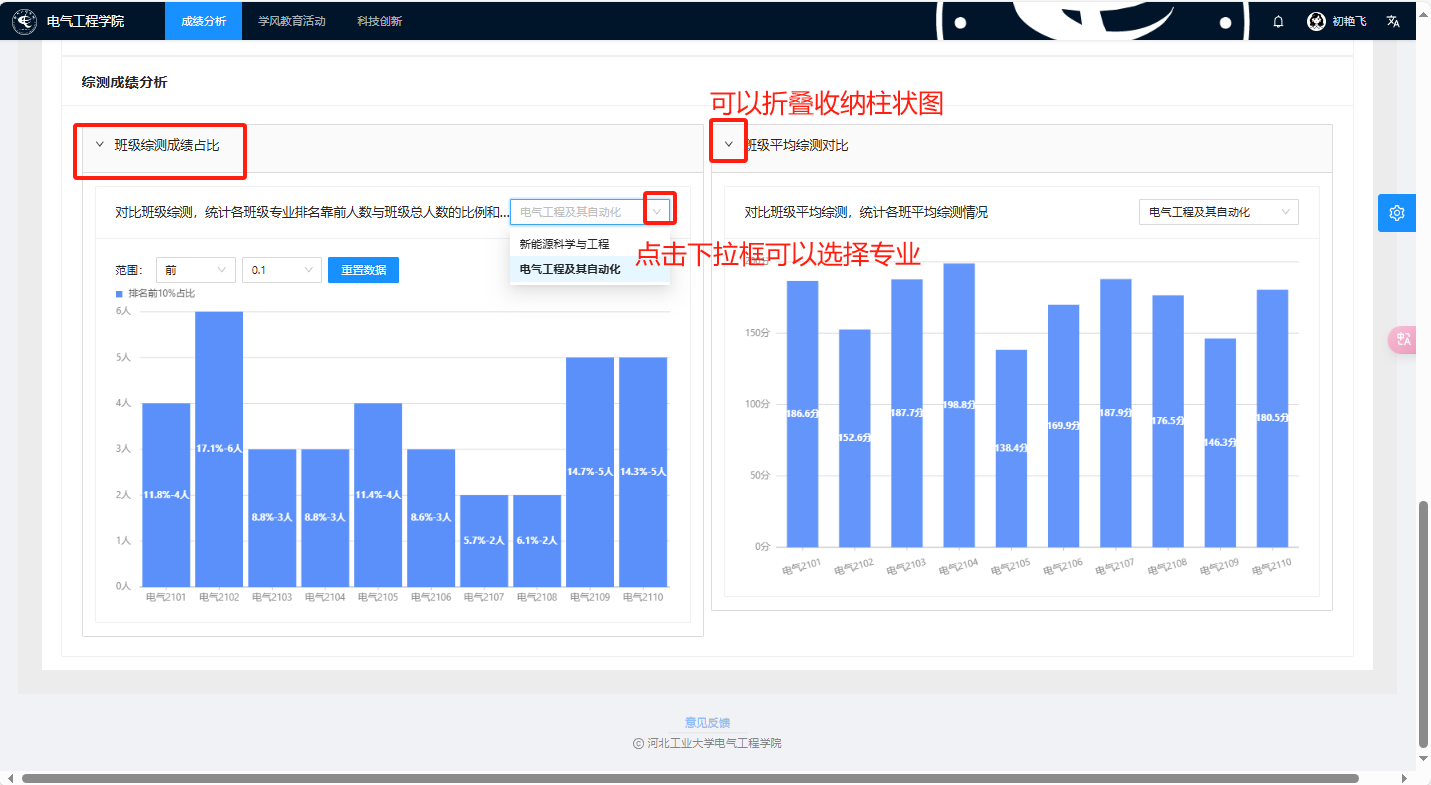 电气工程学院 成绩分析 学风教育活动 科技创新 初艳飞
综测成绩分析
可以折叠收纳柱状图
班级综测成绩占比
班级平均综测对比
对比班级综测，统计各班级专业排名靠前人数与班级总人数的比例和... 电气工程及其自动化
对比班级平均综测，统计各班平均综测情况 电气工程及其自动化
新能源科学与工程
电气工程及其自动化
点击下拉框可以选择专业
范围： 前 0.1 重置数据
排名前10%占比
6人
5人
4人
3人
2人
1人
0人
11.8%-4人
17.1%-6人
8.8%-3人
8.8%-3人
11.4%-4人
8.6%-3人
5.7%-2人
6.1%-2人
14.7%-5人
14.3%-5人
电气2101 电气2102 电气2103 电气2104 电气2105 电气2106 电气2107 电气2108 电气2109 电气2110
150分
100分
50分
0分
186.6分
152.6分
187.7分
198.8分
138.4分
169.9分
187.9分
176.5分
146.3分
180.5分
电气2101 电气2102 电气2103 电气2104 电气2105 电气2106 电气2107 电气2108 电气2109 电气2110
意见反馈
© 河北工业大学电气工程学院